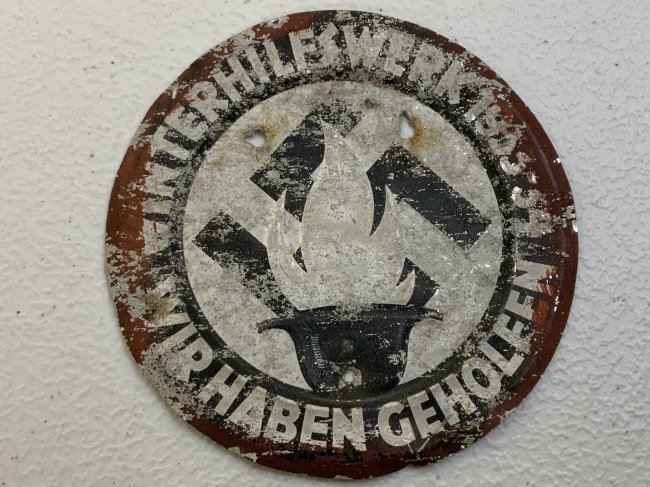 WINTERHILFSWERK 1933-34
WIR HABEN GEHOLFEN